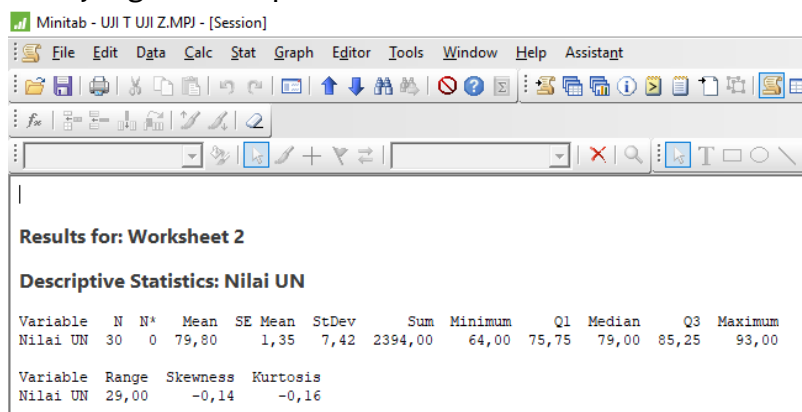 Minitab - UJI T UJI Z.MPJ - [Session]
File Edit Data Calc Stat Graph Editor Tools Window Help Assistant
Results for: Worksheet 2
Descriptive Statistics: Nilai UN
Variable N N* Mean SE Mean StDev Sum Minimum Q1 Median Q3 Maximum
Nilai UN 30 0 79,80 1,35 7,42 2394,00 64,00 75,75 79,00 85,25 93,00
Variable Range Skewness Kurtosis
Nilai UN 29,00 -0,14 -0,16